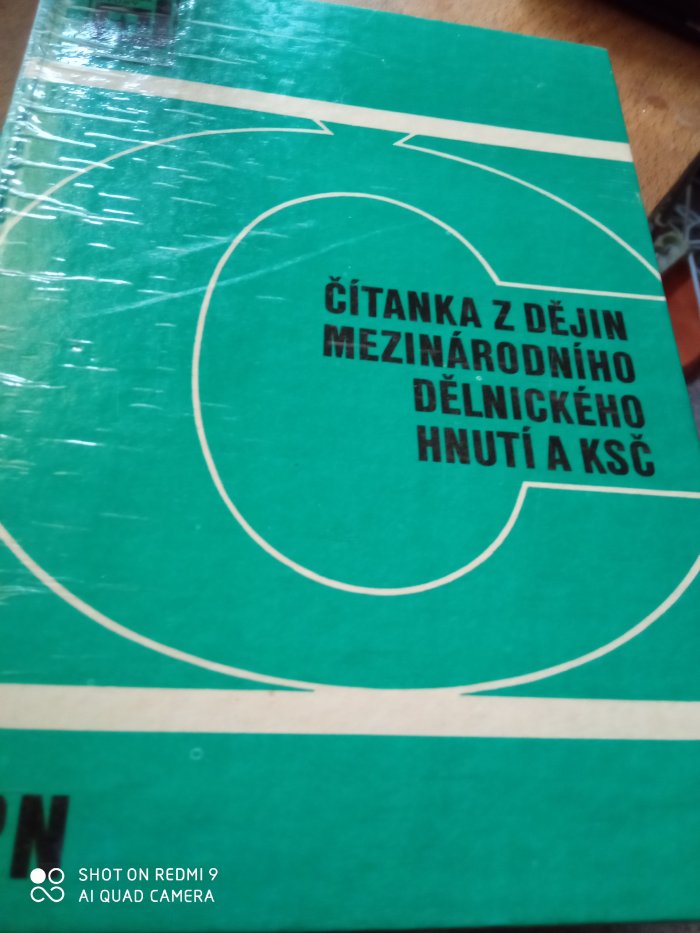 ČÍTANKA Z DĚJIN
MEZINÁRODNÍHO
DĚLNICKÉHO
HNUTÍ A KSČ
SHOT ON REDMI 9
AI QUAD CAMERA